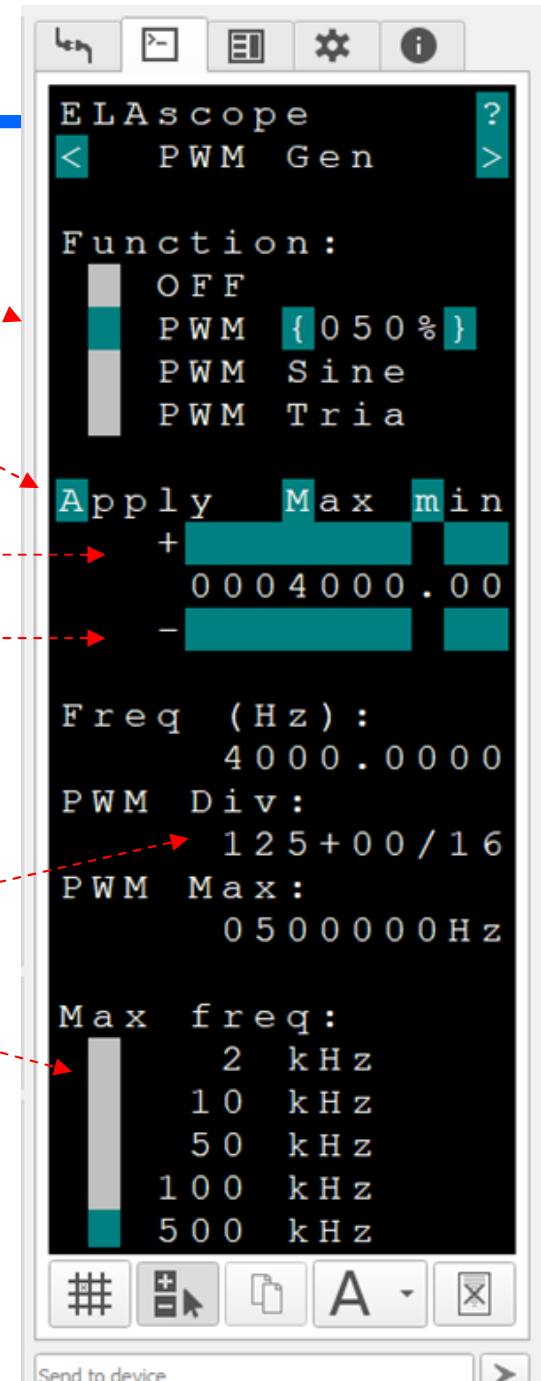 ELAscope ?
< PWM Gen >
Function:
OFF
PWM {050%}
PWM Sine
PWM Tria
Apply Max min
+
0004000.00
-
Freq (Hz):
4000.0000
PWM Div:
125+00/16
PWM Max:
0500000Hz
Max freq:
2 kHz
10 kHz
50 kHz
100 kHz
500 kHz
A
Send to device